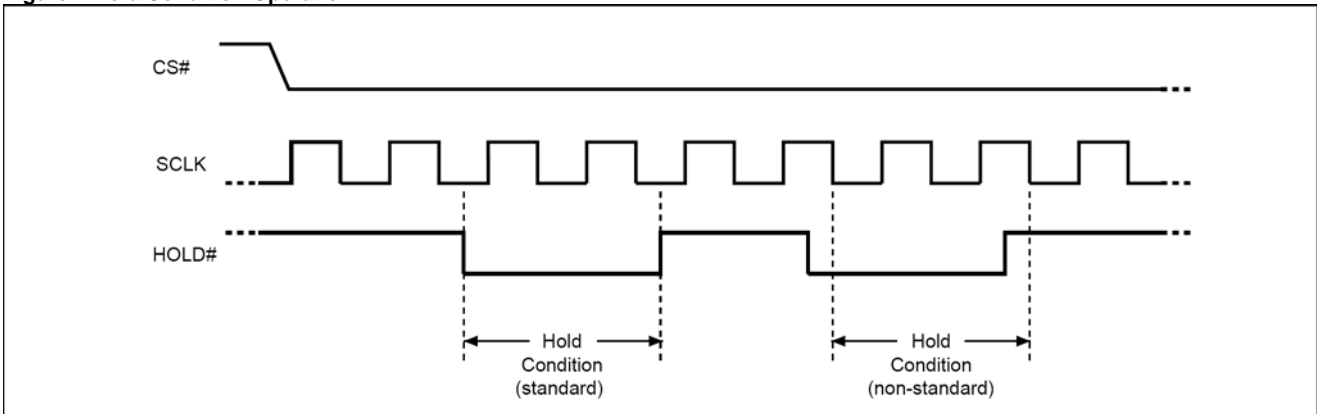 CS#
SCLK
HOLD#
Hold
Condition
(standard)
Hold
Condition
(non-standard)